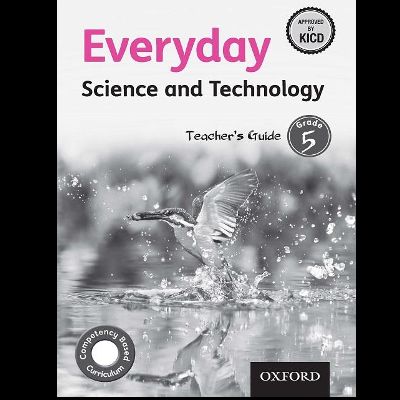 Everyday
APPROVED
BY
KICD
Science and Technology
Teacher's Guide
Grade
5
Competency Based
Curriculum
OXFORD